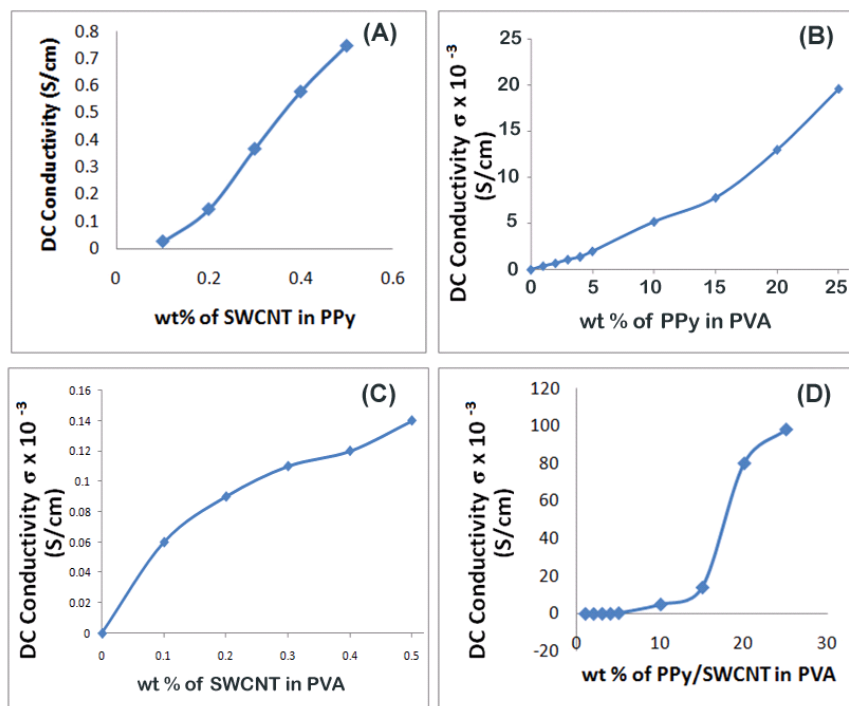 (A)
DC Conductivity (S/cm)
0.8
0.7
0.6
0.5
0.4
0.3
0.2
0.1
0
0 0.2 0.4 0.6
wt% of SWCNT in PPy
(B)
DC Conductivity σ x 10 -3
(S/cm)
25
20
15
10
5
0
0 5 10 15 20 25
wt % of PPy in PVA
(C)
DC Conductivity σ x 10 -3
(S/cm)
0.16
0.14
0.12
0.1
0.08
0.06
0.04
0.02
0
0 0.1 0.2 0.3 0.4 0.5
wt % of SWCNT in PVA
(D)
DC Conductivity σ x 10 -3
(S/cm)
120
100
80
60
40
20
0
-20
0 10 20 30
wt % of PPy/SWCNT in PVA